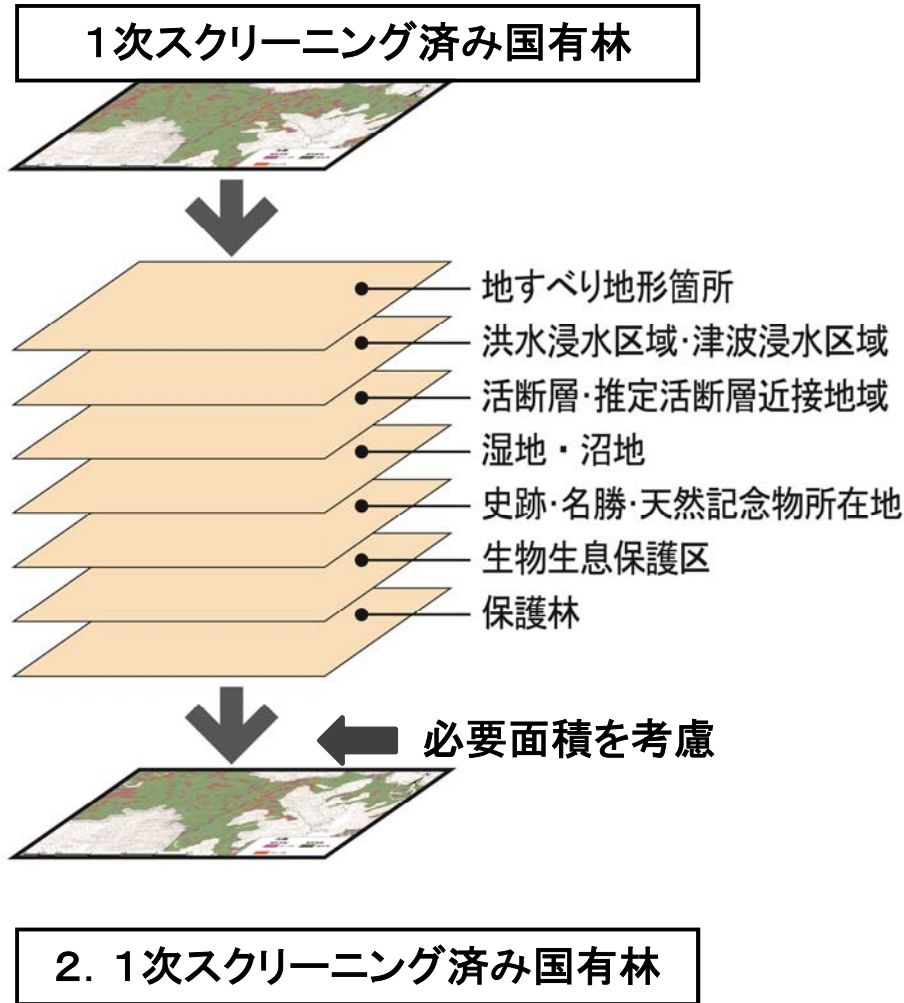 1次スクリーニング済み国有林
地すべり地形箇所
洪水浸水区域・津波浸水区域
活断層・推定活断層近接地域
湿地・沼地
史跡・名勝・天然記念物所在地
生物生息保護区
保護林
必要面積を考慮
2. 1次スクリーニング済み国有林